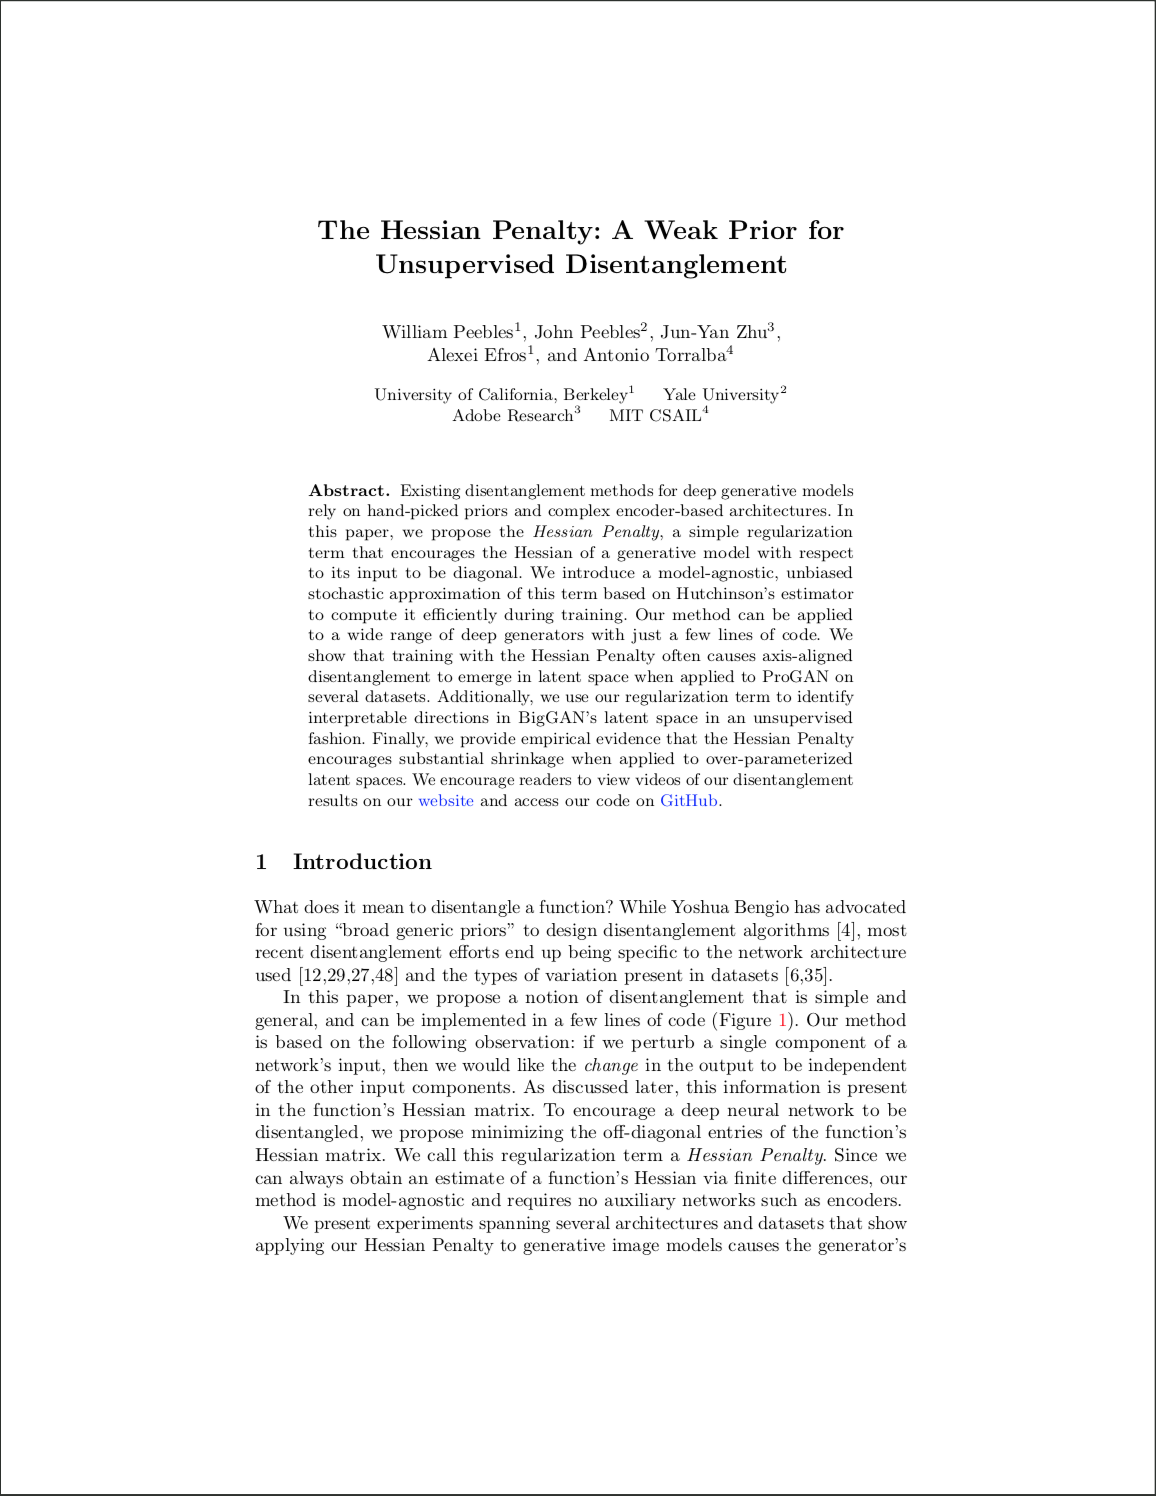 The Hessian Penalty: A Weak Prior for
Unsupervised Disentanglement
William Peebles1, John Peebles2, Jun-Yan Zhu3,
Alexei Efros1, and Antonio Torralba4
University of California, Berkeley1 Yale University2
Adobe Research3 MIT CSAIL4
Abstract. Existing disentanglement methods for deep generative models
rely on hand-picked priors and complex encoder-based architectures. In
this paper, we propose the Hessian Penalty, a simple regularization
term that encourages the Hessian of a generative model with respect
to its input to be diagonal. We introduce a model-agnostic, unbiased
stochastic approximation of this term based on Hutchinson's estimator
to compute it efficiently during training. Our method can be applied
to a wide range of deep generators with just a few lines of code. We
show that training with the Hessian Penalty often causes axis-aligned
disentanglement to emerge in latent space when applied to ProGAN on
several datasets. Additionally, we use our regularization term to identify
interpretable directions in BigGAN's latent space in an unsupervised
fashion. Finally, we provide empirical evidence that the Hessian Penalty
encourages substantial shrinkage when applied to over-parameterized
latent spaces. We encourage readers to view videos of our disentanglement
results on our website and access our code on GitHub.
1 Introduction
What does it mean to disentangle a function? While Yoshua Bengio has advocated
for using “broad generic priors” to design disentanglement algorithms [4], most
recent disentanglement efforts end up being specific to the network architecture
used [12,29,27,48] and the types of variation present in datasets [6,35].
In this paper, we propose a notion of disentanglement that is simple and
general, and can be implemented in a few lines of code (Figure 1). Our method
is based on the following observation: if we perturb a single component of a
network's input, then we would like the change in the output to be independent
of the other input components. As discussed later, this information is present
in the function's Hessian matrix. To encourage a deep neural network to be
disentangled, we propose minimizing the off-diagonal entries of the function's
Hessian matrix. We call this regularization term a Hessian Penalty. Since we
can always obtain an estimate of a function's Hessian via finite differences, our
method is model-agnostic and requires no auxiliary networks such as encoders.
We present experiments spanning several architectures and datasets that show
applying our Hessian Penalty to generative image models causes the generator's